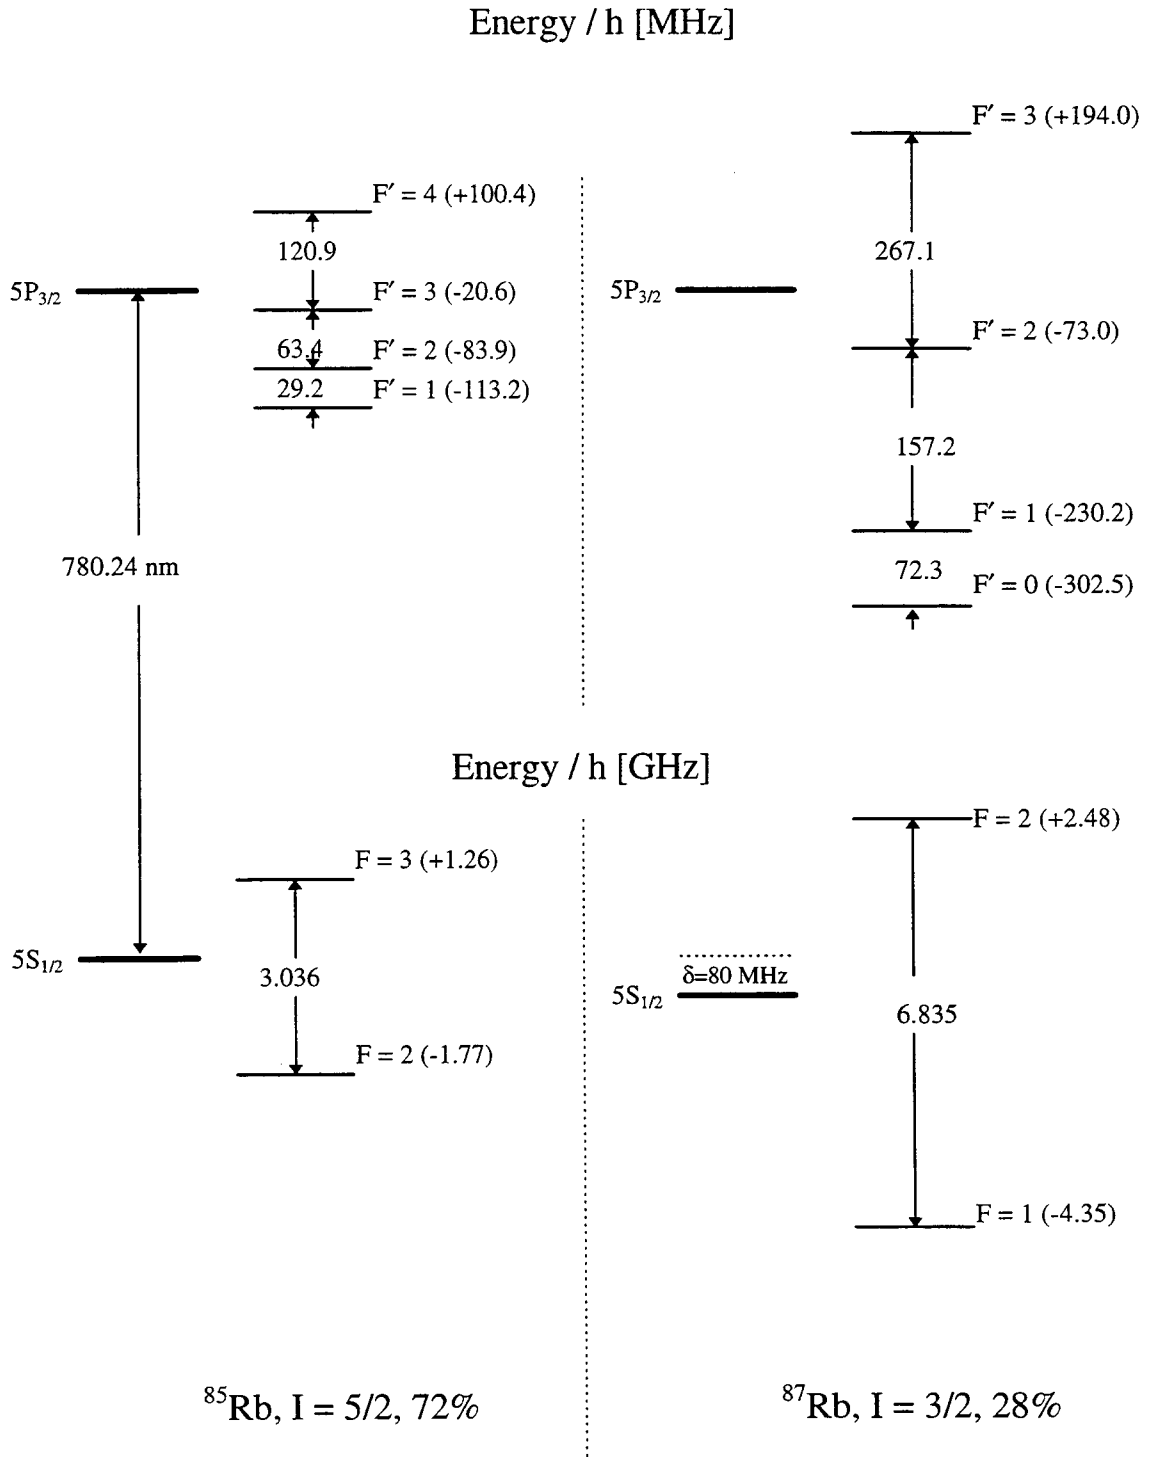 Energy / h [MHz]
F′ = 4 (+100.4)
120.9
5P3/2
F′ = 3 (-20.6)
63.4
F′ = 2 (-83.9)
29.2
F′ = 1 (-113.2)
780.24 nm
F′ = 3 (+194.0)
267.1
5P3/2
F′ = 2 (-73.0)
157.2
F′ = 1 (-230.2)
72.3
F′ = 0 (-302.5)
Energy / h [GHz]
F = 3 (+1.26)
5S1/2
3.036
F = 2 (-1.77)
F = 2 (+2.48)
δ=80 MHz
5S1/2
6.835
F = 1 (-4.35)
85Rb, I = 5/2, 72%
87Rb, I = 3/2, 28%